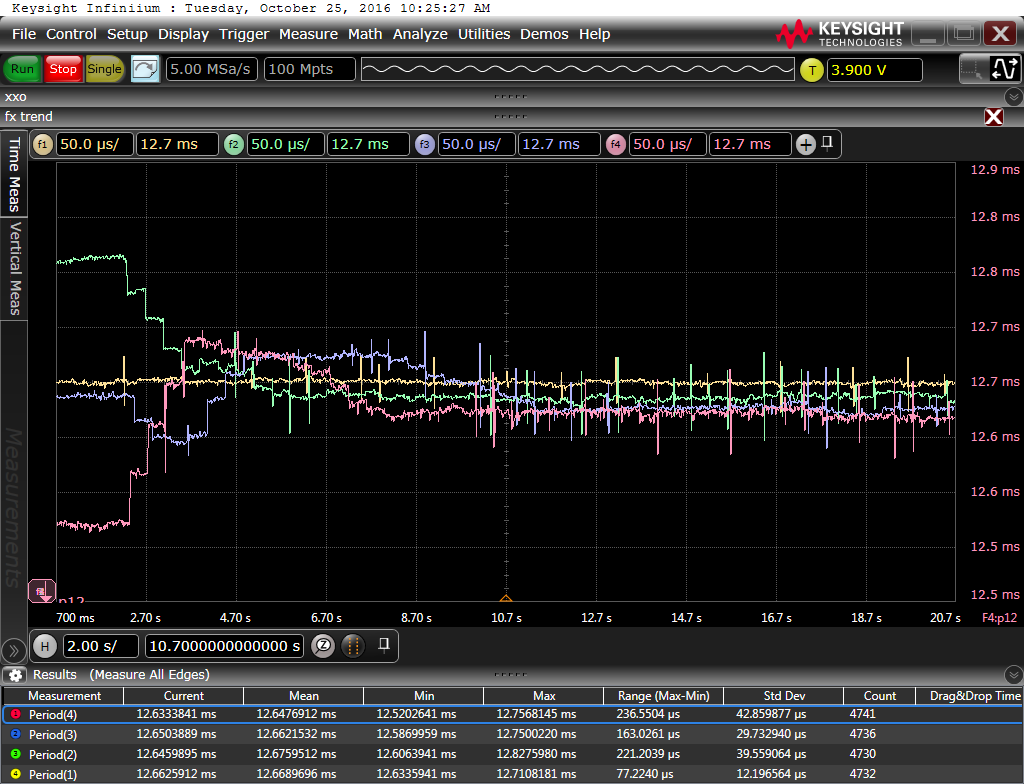 Keysight Infiniium : Tuesday, October 25, 2016 10:25:27 AM
File Control Setup Display Trigger Measure Math Analyze Utilities Demos Help
KEYSIGHT
TECHNOLOGIES
Run Stop Single 5.00 MSa/s 100 Mpts T 3.900 V
xxo
fx trend
f1 50.0 µs/ 12.7 ms f2 50.0 µs/ 12.7 ms f3 50.0 µs/ 12.7 ms f4 50.0 µs/ 12.7 ms +
Time Meas
Vertical Meas
Measurements
12.9 ms
12.8 ms
12.8 ms
12.7 ms
12.7 ms
12.6 ms
12.6 ms
12.5 ms
12.5 ms
p12
700 ms 2.70 s 4.70 s 6.70 s 8.70 s 10.7 s 12.7 s 14.7 s 16.7 s 18.7 s 20.7 s F4:p12
H 2.00 s/ 10.7000000000000 s Z
Results (Measure All Edges)
Measurement Current Mean Min Max Range (Max-Min) Std Dev Count Drag&Drop Time
Period(4) 12.6333841 ms 12.6476912 ms 12.5202641 ms 12.7568145 ms 236.5504 µs 42.859877 µs 4741
2 Period(3) 12.6503889 ms 12.6621532 ms 12.5869959 ms 12.7500220 ms 163.0261 µs 29.732940 µs 4736
3 Period(2) 12.6459895 ms 12.6759512 ms 12.6063941 ms 12.8275980 ms 221.2039 µs 39.559064 µs 4730
4 Period(1) 12.6625912 ms 12.6689696 ms 12.6335941 ms 12.7108181 ms 77.2240 µs 12.196564 µs 4732